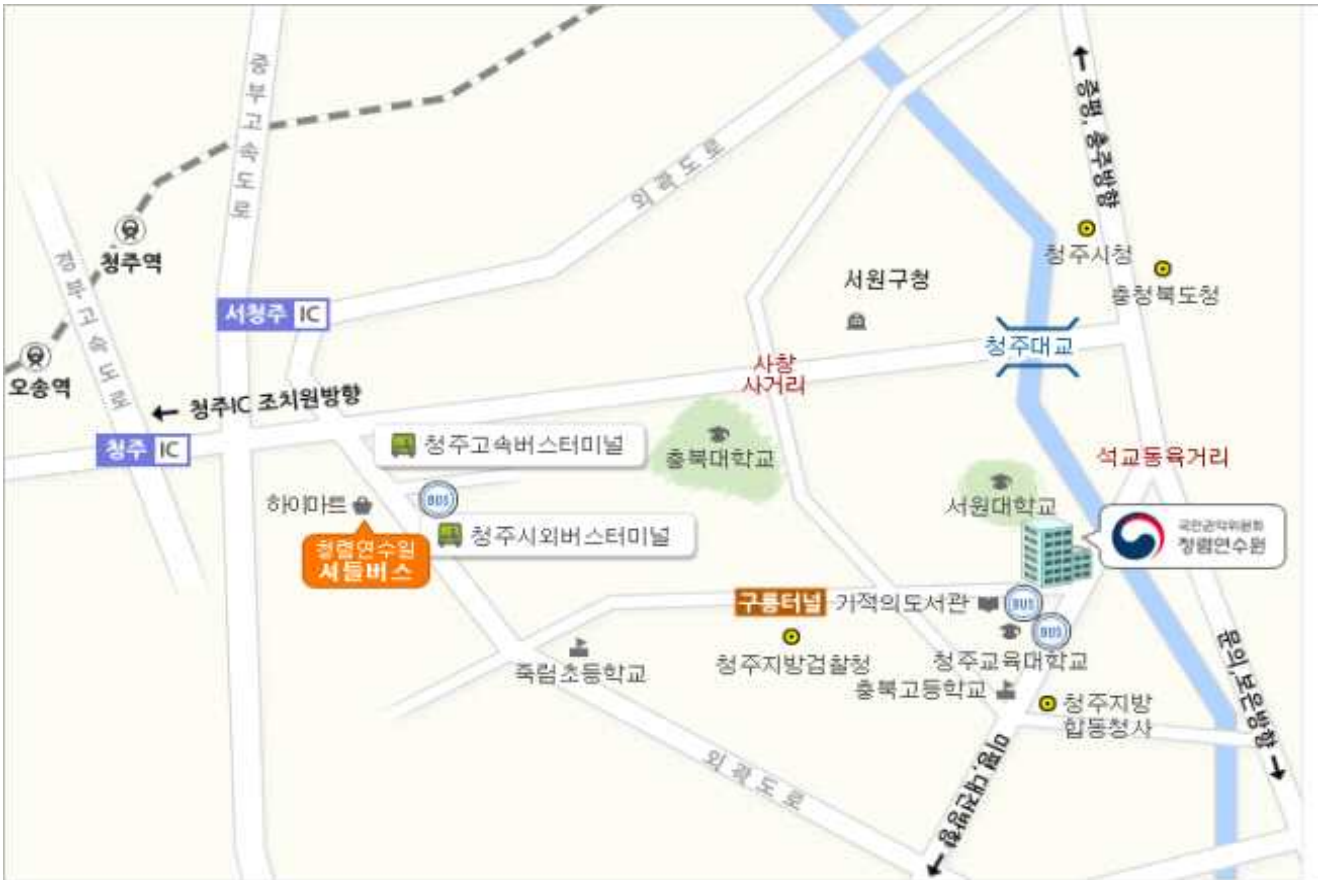 중부고속도로
외곽도로
증평, 충주방향
청주역
경부고속도로
오송역
서청주 IC
청주시청
충청북도청
서원구청
청주대교
사창
사거리
청주IC 조치원방향
청주 IC
청주고속버스터미널
충북대학교
석교동육거리
하이마트
BUS
청주시외버스터미널
청렴연수원
셔틀버스
서원대학교
국민권익위원회
청렴연수원
구룡터널
기적의도서관
BUS
BUS
죽림초등학교
청주지방검찰청
청주교육대학교
충북고등학교
청주지방
합동청사
문의,보은방향
외곽도로
미평, 대전방향